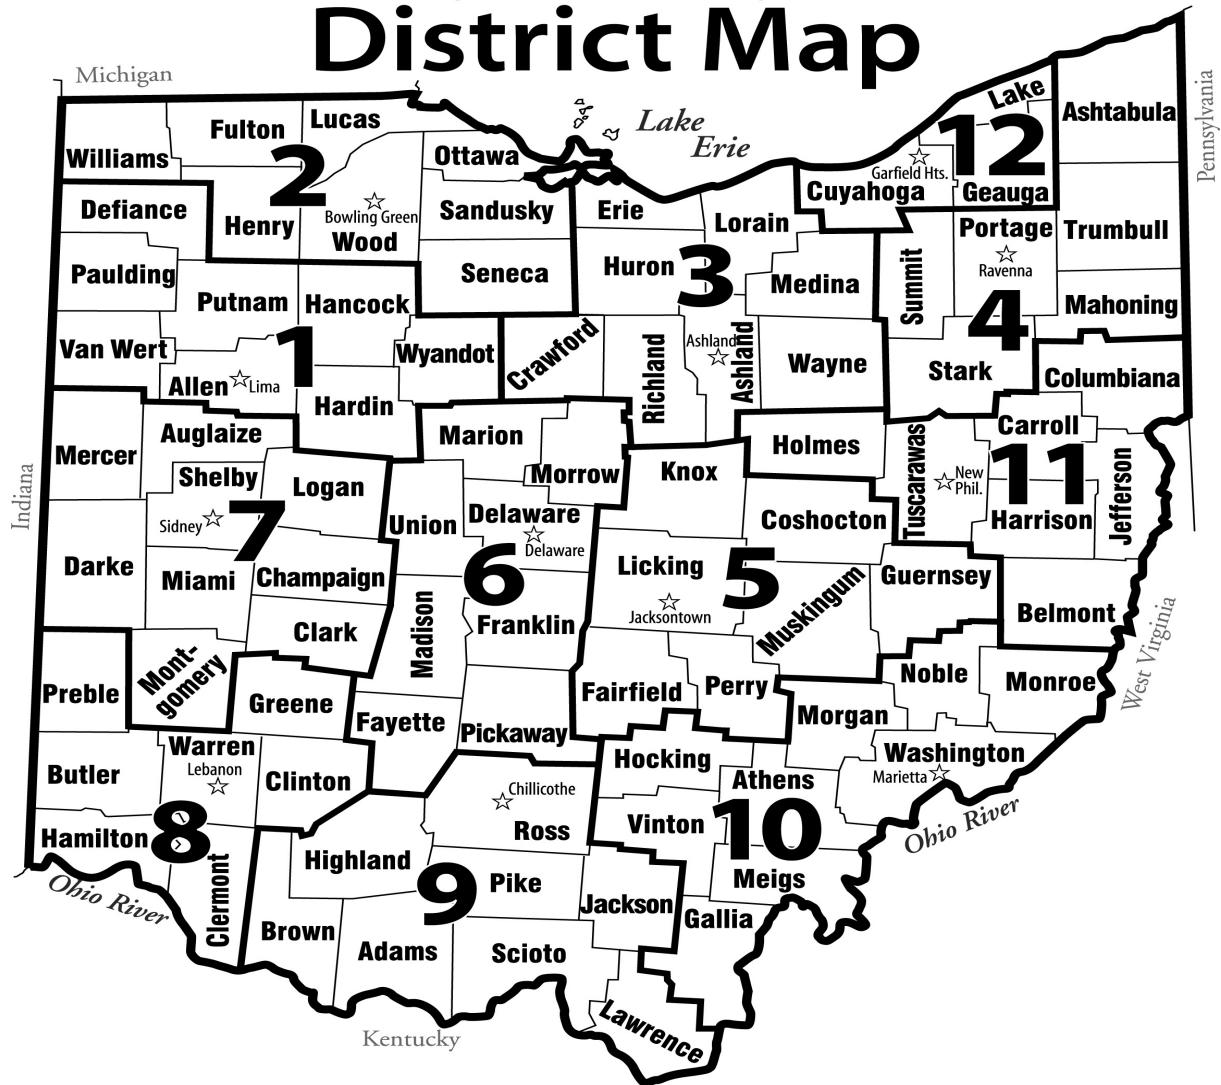 District Map
Michigan
Lake
Erie
Pennsylvania
Indiana
West Virginia
Ohio River
Ohio River
Kentucky
Williams
Fulton
Lucas
2
Henry
Bowling Green
Wood
Ottawa
Sandusky
Seneca
Erie
Lorain
Huron
3
Medina
Crawford
Richland
Ashland
Ashland
Wayne
Lake
12
Garfield Hts.
Cuyahoga
Geauga
Ashtabula
Portage
Trumbull
Ravenna
Summit
4
Mahoning
Stark
Defiance
Paulding
Putnam
Hancock
Van Wert
1
Wyandot
Allen
Lima
Hardin
Columbiana
Carroll
Holmes
Tuscarawas
New
Phil.
11
Harrison
Jefferson
Belmont
Mercer
Auglaize
Shelby
Logan
Sidney
7
Darke
Miami
Champaign
Clark
Mont-
gomery
Marion
Morrow
Union
Delaware
Delaware
6
Madison
Franklin
Fayette
Pickaway
Knox
Coshocton
Licking
5
Jacksontown
Muskingum
Guernsey
Fairfield
Perry
Preble
Greene
Butler
Warren
Lebanon
Clinton
Hamilton
8
Clermont
Noble
Monroe
Morgan
Washington
Marietta
Hocking
Athens
Vinton
10
Meigs
Gallia
Chillicothe
Ross
Highland
9
Pike
Jackson
Brown
Adams
Scioto
Lawrence